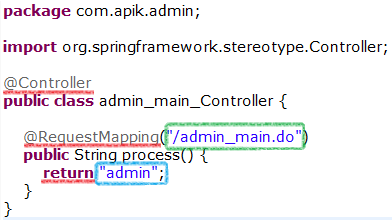 package com.apik.admin;
import org.springframework.stereotype.Controller;
@Controller
public class admin_main_Controller {
@RequestMapping("/admin_main.do")
public String process() {
return "admin";
}
}